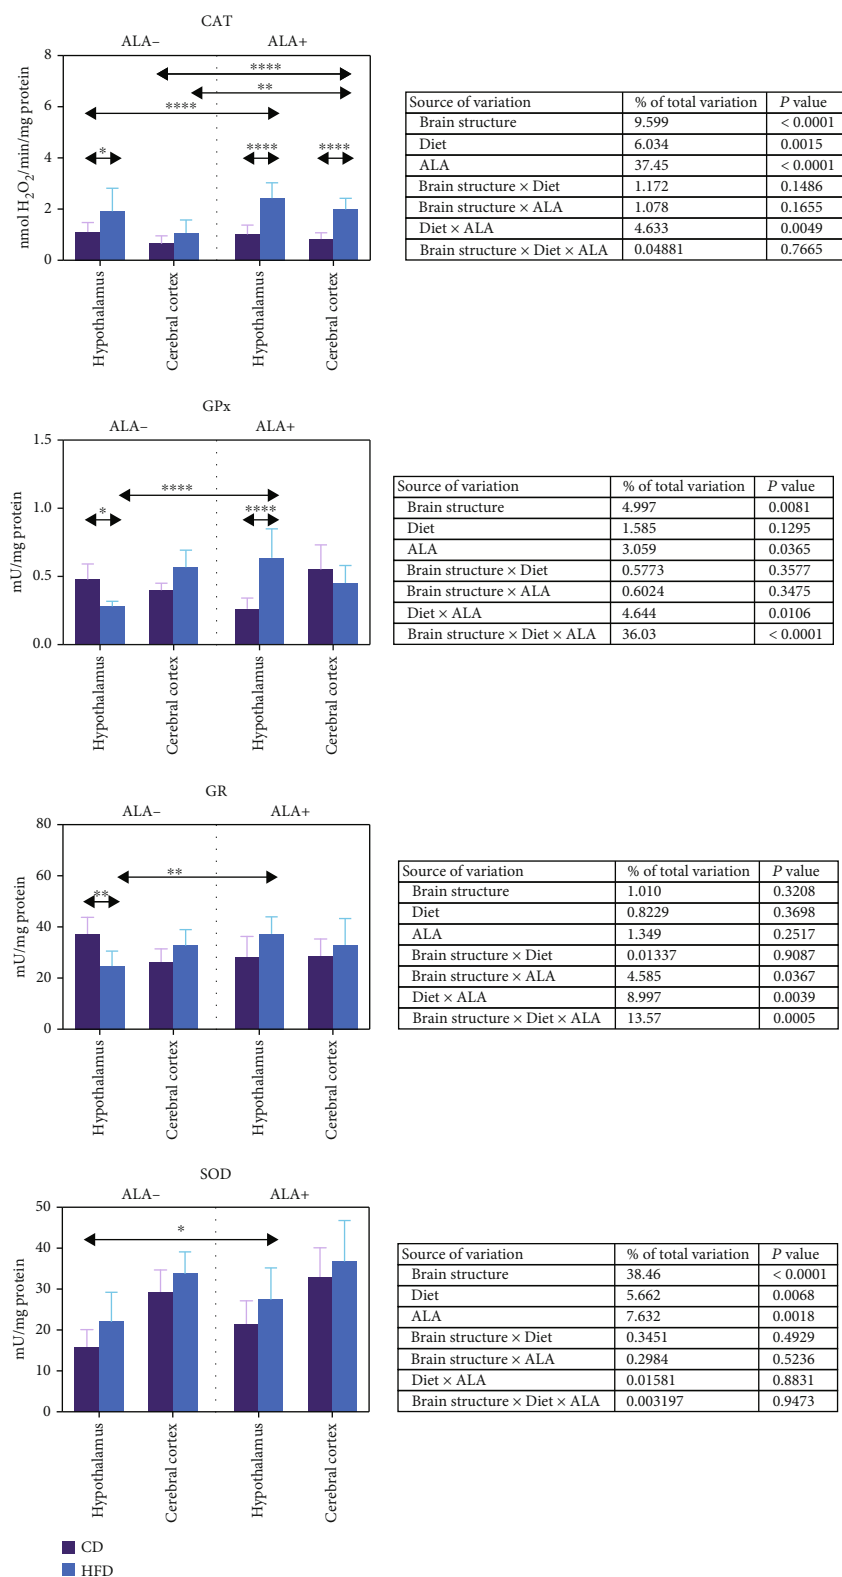 CAT
ALA− ALA+
8
6
4
2
0
nmol H2O2/min/mg protein
****
**
****
* **** ****
Hypothalamus
Cerebral cortex
Hypothalamus
Cerebral cortex
Source of variation % of total variation P value
Brain structure 9.599 < 0.0001
Diet 6.034 0.0015
ALA 37.45 < 0.0001
Brain structure × Diet 1.172 0.1486
Brain structure × ALA 1.078 0.1655
Diet × ALA 4.633 0.0049
Brain structure × Diet × ALA 0.04881 0.7665
GPx
ALA− ALA+
1.5
1.0
0.5
0.0
mU/mg protein
****
* ****
Hypothalamus
Cerebral cortex
Hypothalamus
Cerebral cortex
Source of variation % of total variation P value
Brain structure 4.997 0.0081
Diet 1.585 0.1295
ALA 3.059 0.0365
Brain structure × Diet 0.5773 0.3577
Brain structure × ALA 0.6024 0.3475
Diet × ALA 4.644 0.0106
Brain structure × Diet × ALA 36.03 < 0.0001
GR
ALA− ALA+
80
60
40
20
0
mU/mg protein
**
**
Hypothalamus
Cerebral cortex
Hypothalamus
Cerebral cortex
Source of variation % of total variation P value
Brain structure 1.010 0.3208
Diet 0.8229 0.3698
ALA 1.349 0.2517
Brain structure × Diet 0.01337 0.9087
Brain structure × ALA 4.585 0.0367
Diet × ALA 8.997 0.0039
Brain structure × Diet × ALA 13.57 0.0005
SOD
ALA− ALA+
50
40
30
20
10
0
mU/mg protein
*
Hypothalamus
Cerebral cortex
Hypothalamus
Cerebral cortex
Source of variation % of total variation P value
Brain structure 38.46 < 0.0001
Diet 5.662 0.0068
ALA 7.632 0.0018
Brain structure × Diet 0.3451 0.4929
Brain structure × ALA 0.2984 0.5236
Diet × ALA 0.01581 0.8831
Brain structure × Diet × ALA 0.003197 0.9473
CD
HFD